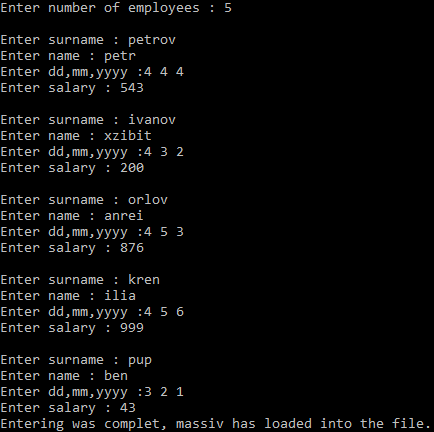 Enter number of employees : 5
Enter surname : petrov
Enter name : petr
Enter dd,mm,yyyy :4 4 4
Enter salary : 543
Enter surname : ivanov
Enter name : xzibit
Enter dd,mm,yyyy :4 3 2
Enter salary : 200
Enter surname : orlov
Enter name : anrei
Enter dd,mm,yyyy :4 5 3
Enter salary : 876
Enter surname : kren
Enter name : ilia
Enter dd,mm,yyyy :4 5 6
Enter salary : 999
Enter surname : pup
Enter name : ben
Enter dd,mm,yyyy :3 2 1
Enter salary : 43
Entering was complet, massiv has loaded into the file.